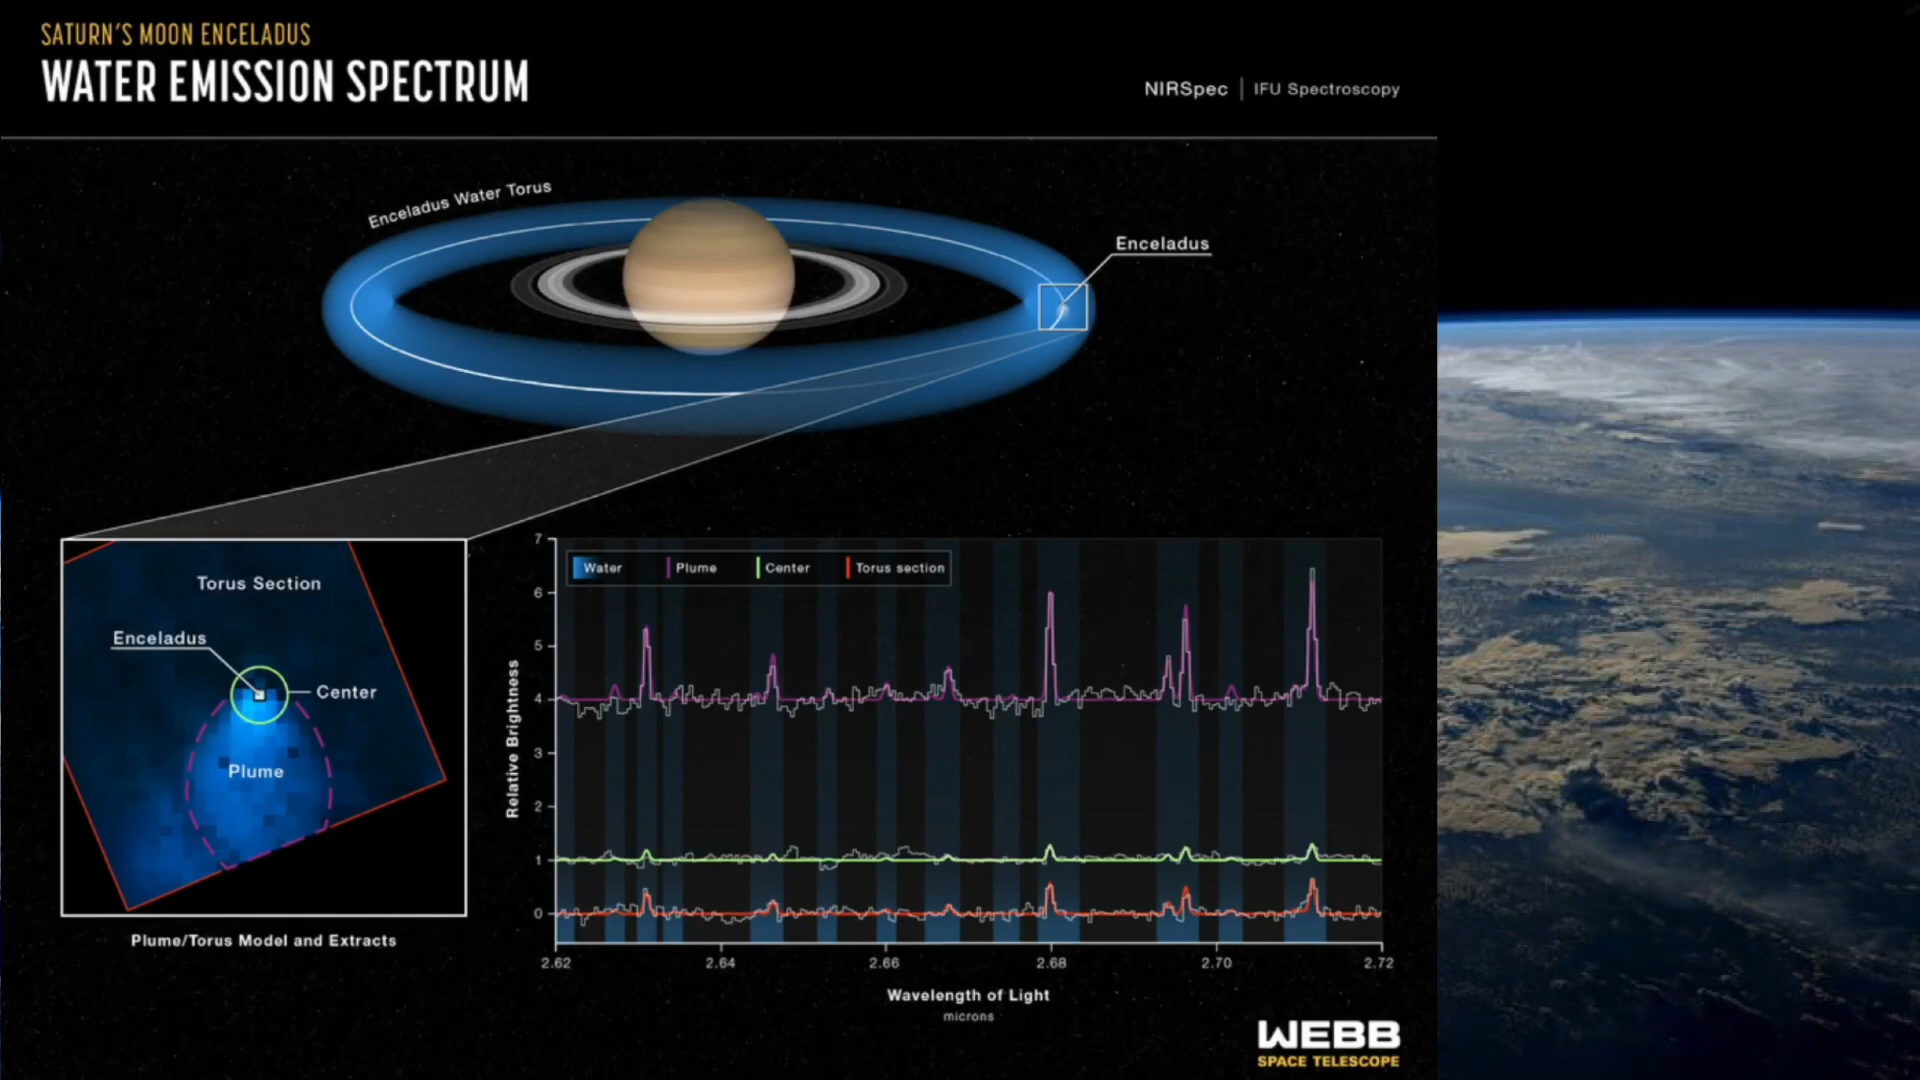 SATURN'S MOON ENCELADUS
WATER EMISSION SPECTRUM
NIRSpec | IFU Spectroscopy
Enceladus Water Torus
Enceladus
Torus Section
Enceladus
Center
Plume
Plume/Torus Model and Extracts
Water Plume Center Torus section
Relative Brightness
7
6
5
4
3
2
1
0
2.62 2.64 2.66 2.68 2.70 2.72
Wavelength of Light
microns
WEBB
SPACE TELESCOPE